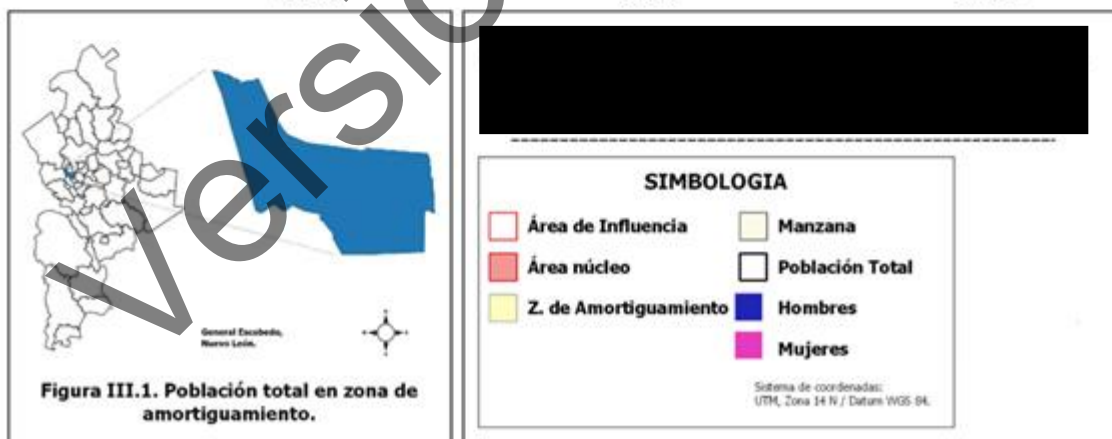 Versio
General Escobedo,
Nuevo León.
Figura III.1. Población total en zona de
amortiguamiento.
SIMBOLOGIA
Área de Influencia
Área núcleo
Z. de Amortiguamiento
Manzana
Población Total
Hombres
Mujeres
Sistema de coordenadas:
UTM, Zona 14 N / Datum WGS 84.